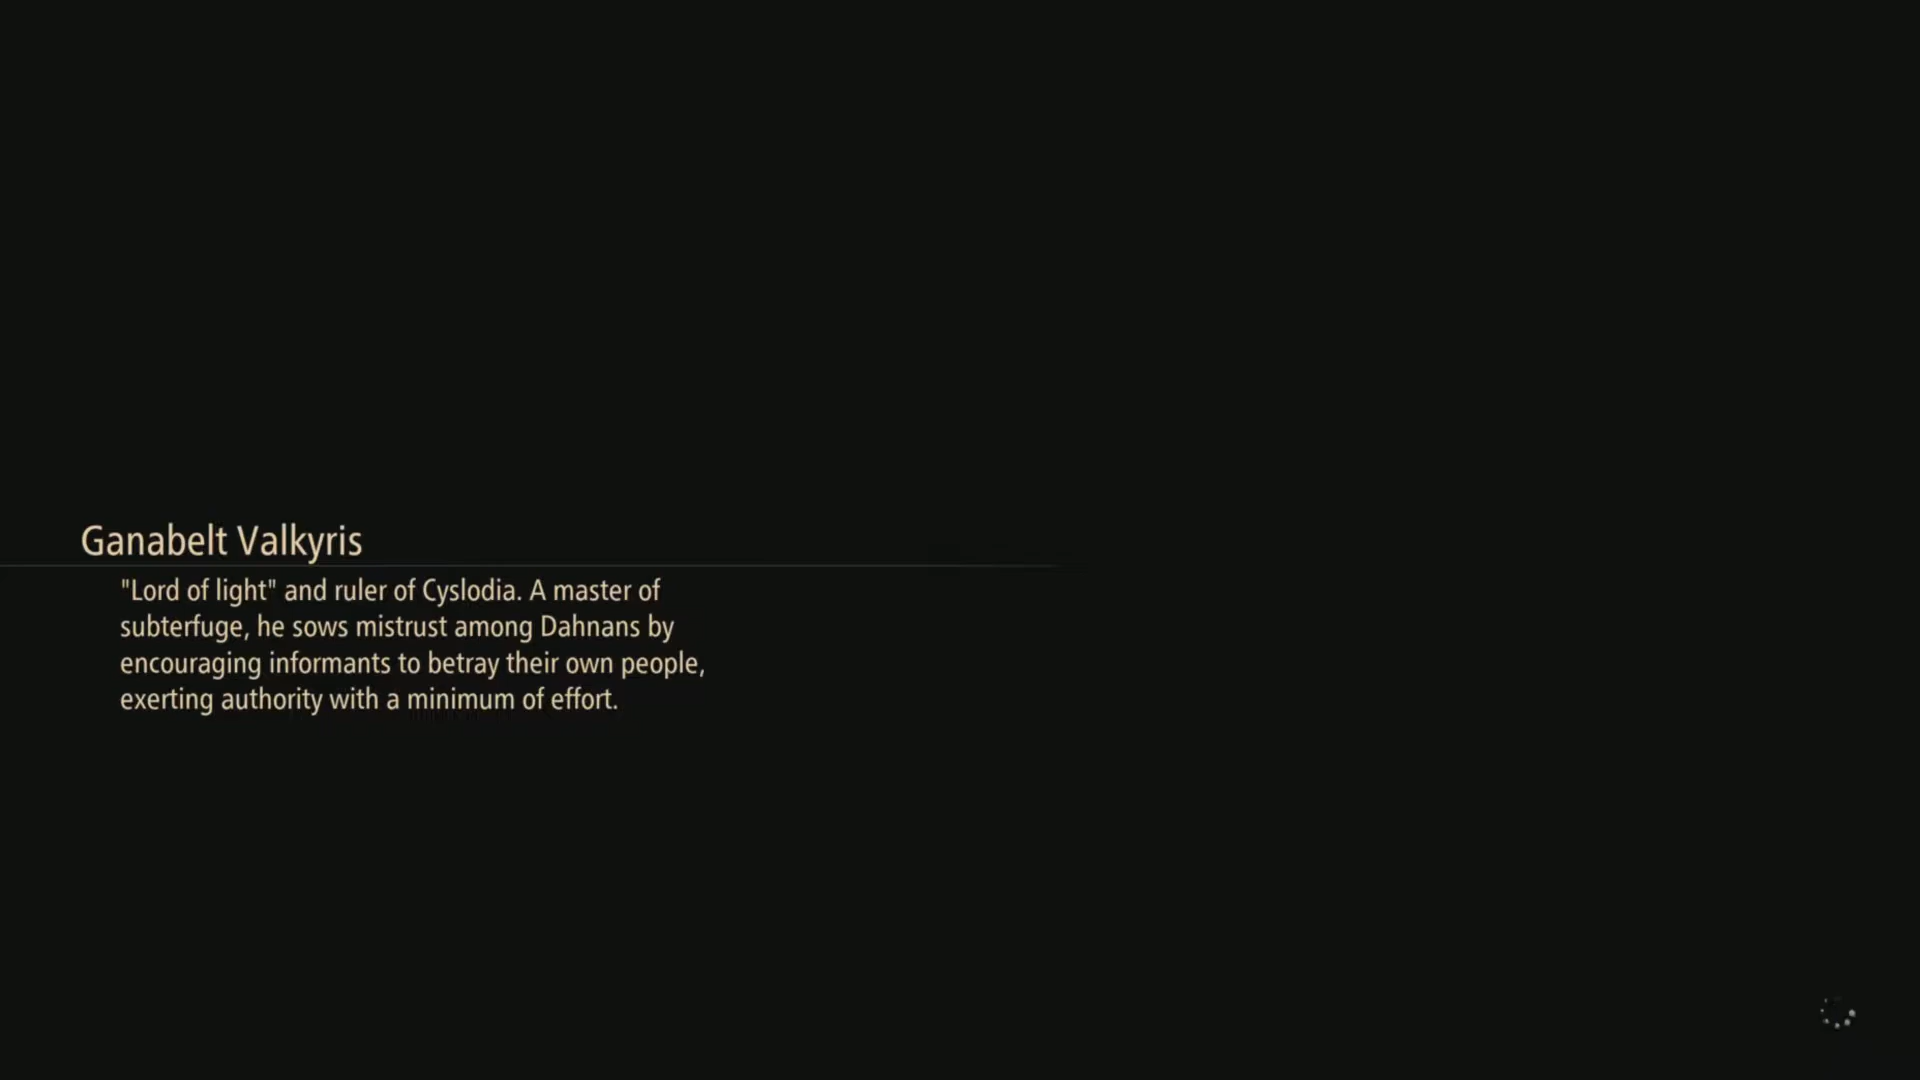 Ganabelt Valkyris
"Lord of light" and ruler of Cyslodia. A master of
subterfuge, he sows mistrust among Dahnans by
encouraging informants to betray their own people,
exerting authority with a minimum of effort.